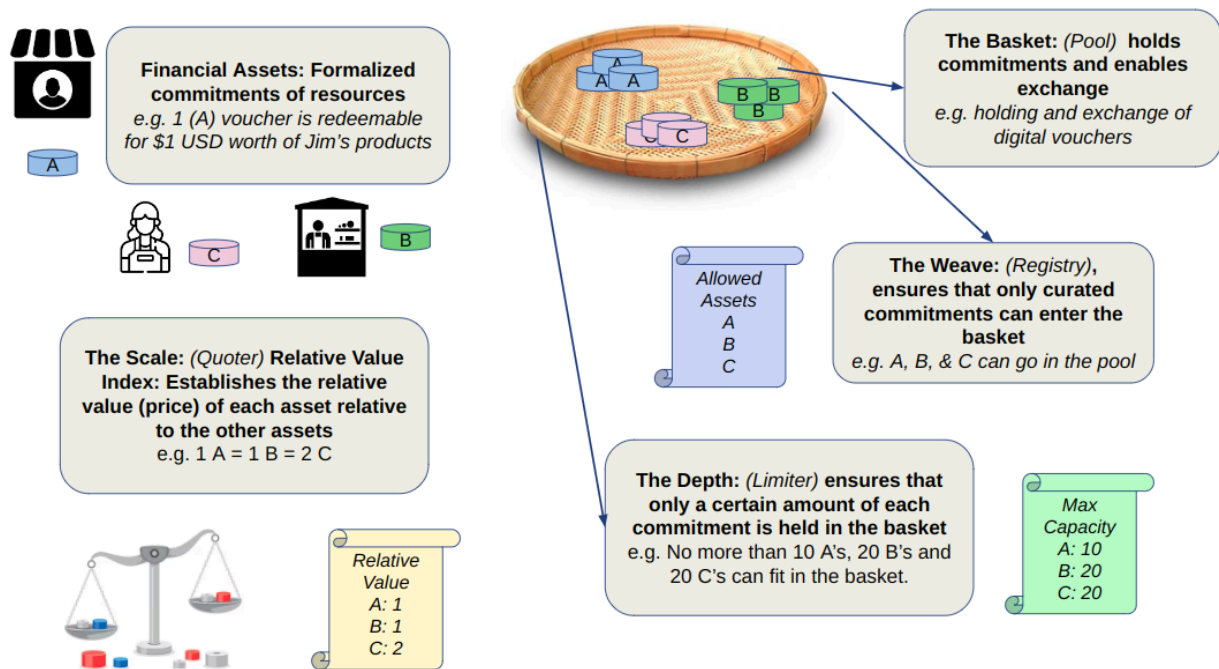 Financial Assets: Formalized
commitments of resources
e.g. 1 (A) voucher is redeemable
for $1 USD worth of Jim's products
A
C
B
The Scale: (Quoter) Relative Value
Index: Establishes the relative
value (price) of each asset relative
to the other assets
e.g. 1 A = 1 B = 2 C
Relative
Value
A: 1
B: 1
C: 2
A
A
A
B
B
B
C
C
The Basket: (Pool) holds
commitments and enables
exchange
e.g. holding and exchange of
digital vouchers
Allowed
Assets
A
B
C
The Weave: (Registry),
ensures that only curated
commitments can enter the
basket
e.g. A, B, & C can go in the pool
The Depth: (Limiter) ensures that
only a certain amount of each
commitment is held in the basket
e.g. No more than 10 A's, 20 B's and
20 C's can fit in the basket.
Max
Capacity
A: 10
B: 20
C: 20